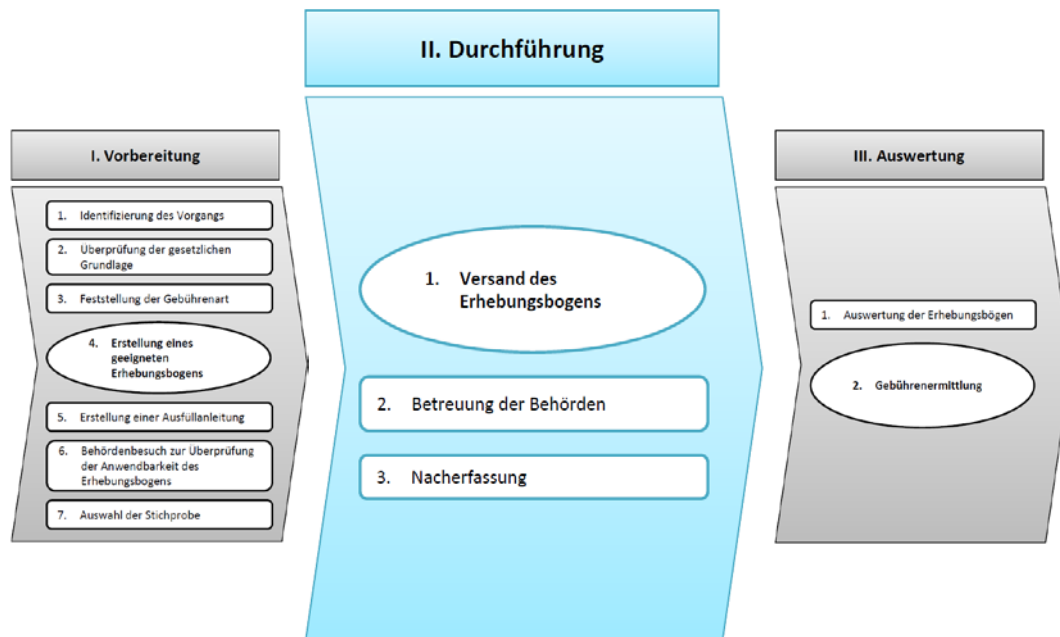 I. Vorbereitung
1. Identifizierung des Vorgangs
2. Überprüfung der gesetzlichen
Grundlage
3. Feststellung der Gebührenart
4. Erstellung eines
geeigneten
Erhebungsbogens
5. Erstellung einer Ausfüllanleitung
6. Behördenbesuch zur Überprüfung
der Anwendbarkeit des
Erhebungsbogens
7. Auswahl der Stichprobe
II. Durchführung
1. Versand des
Erhebungsbogens
2. Betreuung der Behörden
3. Nacherfassung
III. Auswertung
1. Auswertung der Erhebungsbögen
2. Gebührenermittlung